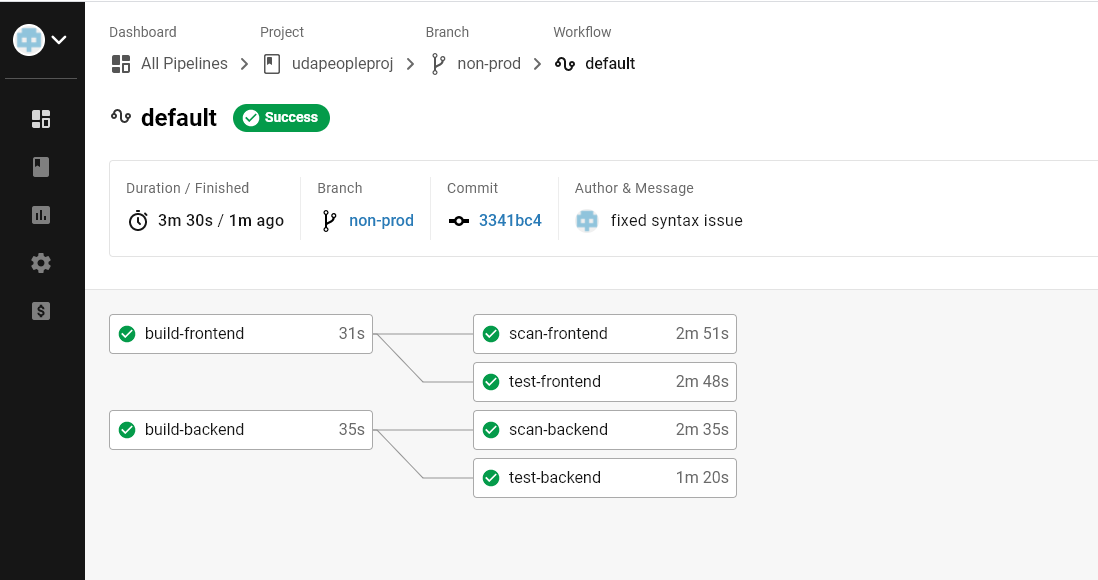 Dashboard Project Branch Workflow
All Pipelines udapeopleproj non-prod default
default Success
Duration / Finished Branch Commit Author & Message
3m 30s / 1m ago non-prod 3341bc4 fixed syntax issue
build-frontend 31s scan-frontend 2m 51s
test-frontend 2m 48s
build-backend 35s scan-backend 2m 35s
test-backend 1m 20s